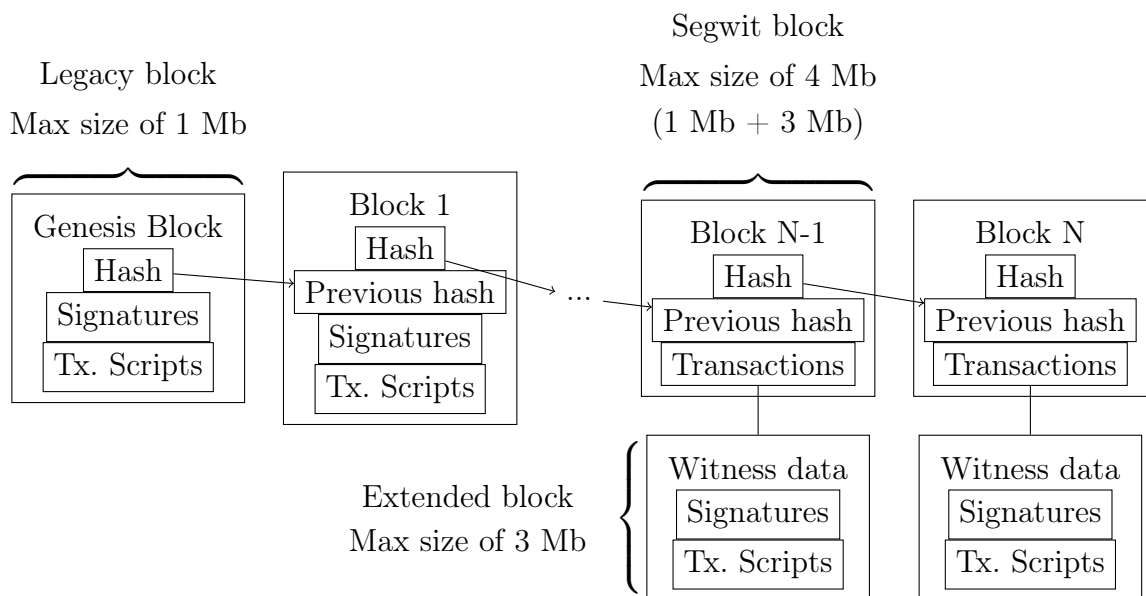 Legacy block
Max size of 1 Mb
Segwit block
Max size of 4 Mb
(1 Mb + 3 Mb)
Genesis Block
Hash
Signatures
Tx. Scripts
Block 1
Hash
Previous hash
Signatures
Tx. Scripts
...
Block N-1
Hash
Previous hash
Transactions
Block N
Hash
Previous hash
Transactions
Extended block
Max size of 3 Mb
Witness data
Signatures
Tx. Scripts
Witness data
Signatures
Tx. Scripts